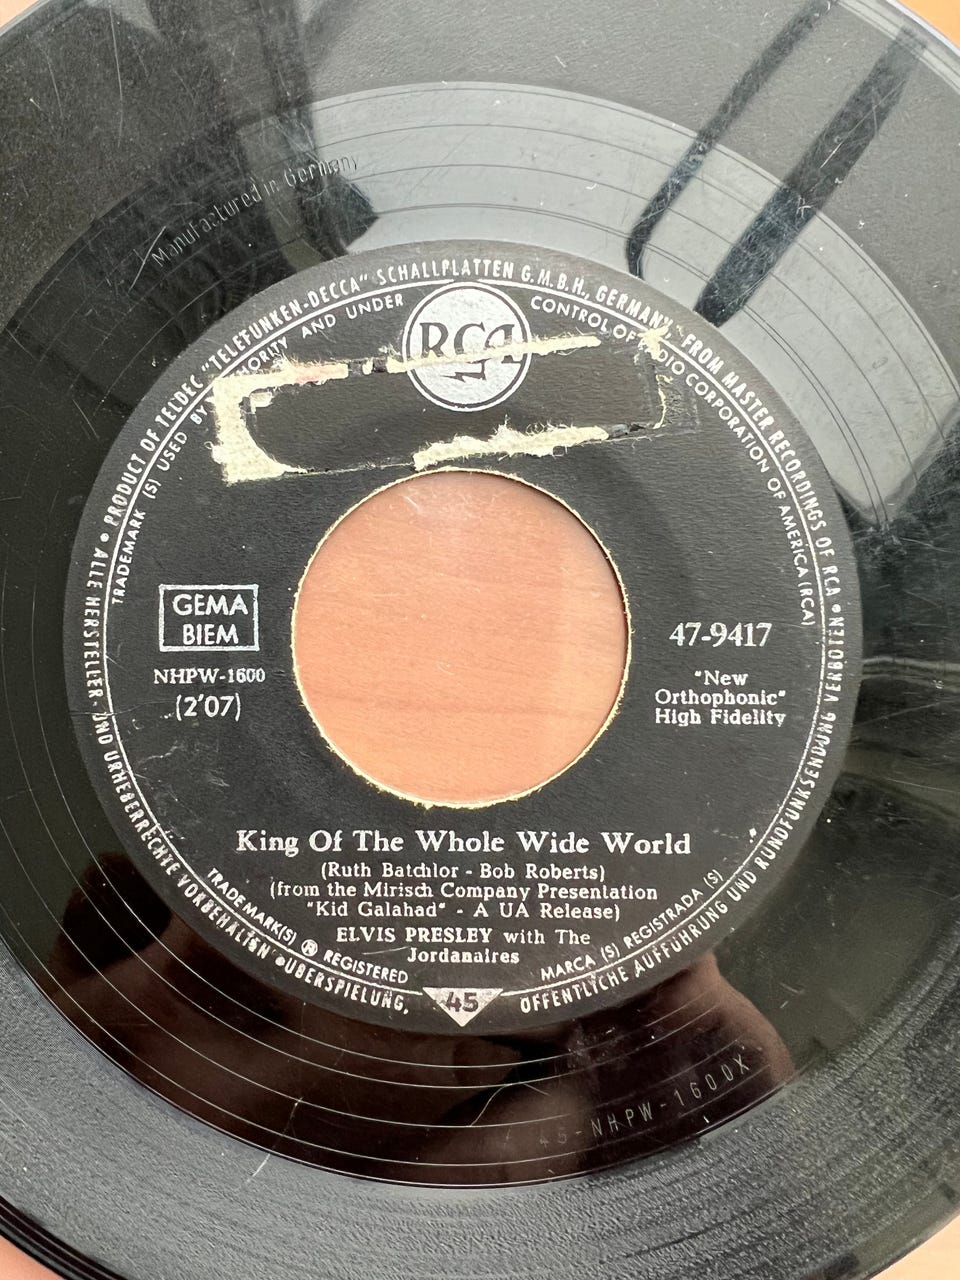 Manufactured in Germany
• PRODUCT OF TELDEC "TELEFUNKEN-DECCA" SCHALLPLATTEN G.M.B.H., GERMANY, FROM MASTER RECORDINGS OF RCA •
TRADEMARK (S) USED BY AND UNDER CONTROL OF CORPORATION OF AMERICA (RCA)
RCA
GEMA
BIEM
NHPW-1600
(2'07)
47-9417
"New
Orthophonic"
High Fidelity
King Of The Whole Wide World
(Ruth Batchlor - Bob Roberts)
(from the Mirisch Company Presentation
"Kid Galahad" - A UA Release)
ELVIS PRESLEY with The
Jordanaires
TRADEMARK(S) ® REGISTERED
MARCA (S) REGISTRADA (S)
ALLE HERSTELLER- UND URHEBERRECHTE VORBEHALTEN • ÜBERSPIELUNG, ÖFFENTLICHE AUFFÜHRUNG UND RUNDFUNKSENDUNG VERBOTEN
45
45-NHPW-1600X